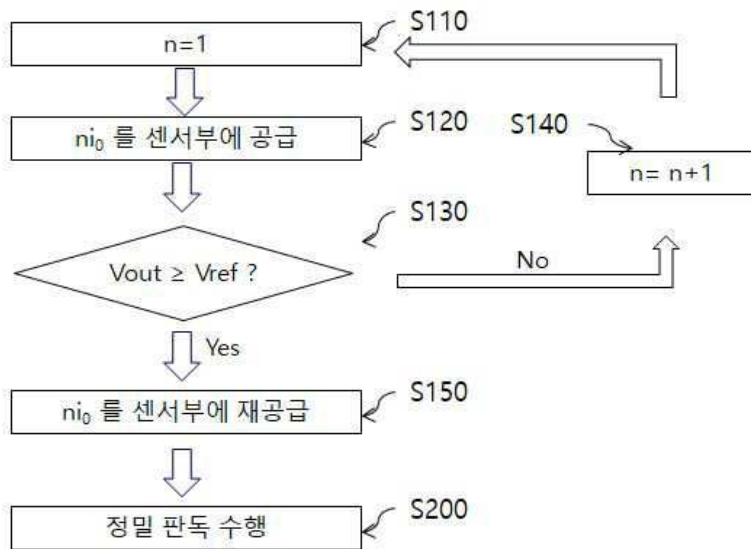 S110
n=1
S120
ni₀ 를 센서부에 공급
S140
n= n+1
S130
Vout ≥ Vref ?
No
Yes
S150
ni₀ 를 센서부에 재공급
S200
정밀 판독 수행